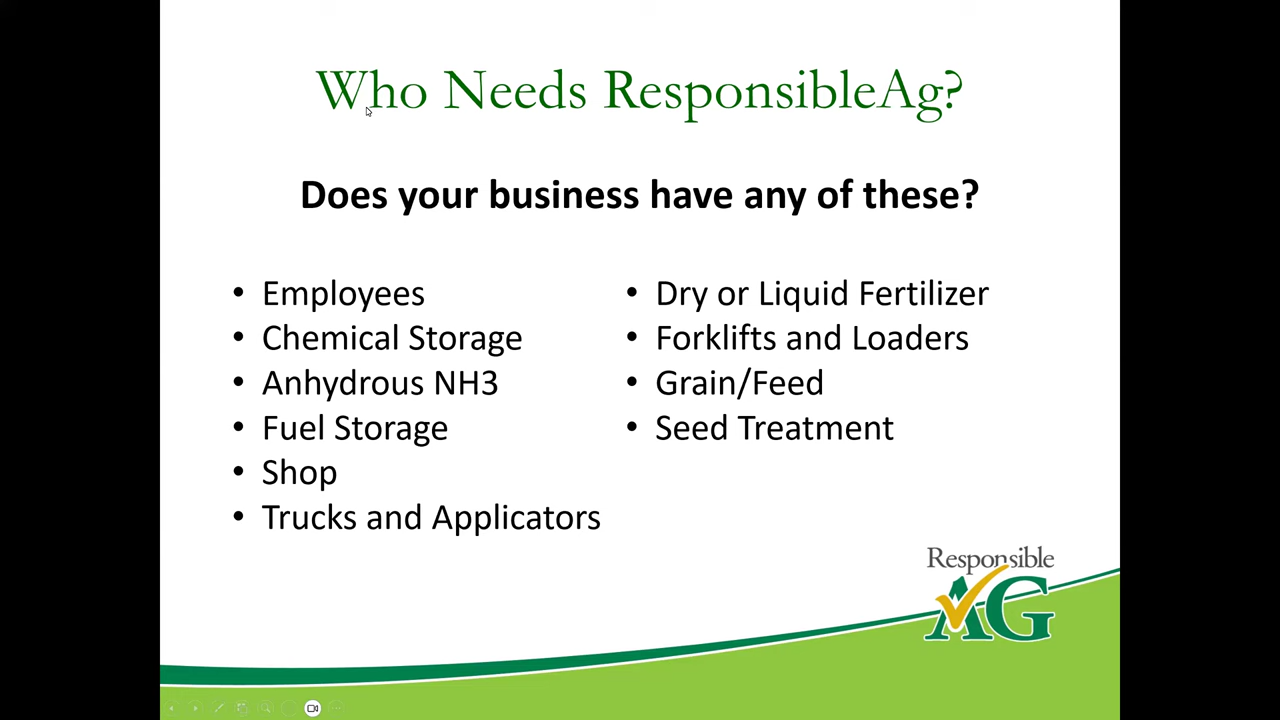 Who Needs ResponsibleAg?
Does your business have any of these?
• Employees
• Chemical Storage
• Anhydrous NH3
• Fuel Storage
• Shop
• Trucks and Applicators
• Dry or Liquid Fertilizer
• Forklifts and Loaders
• Grain/Feed
• Seed Treatment
Responsible
AG